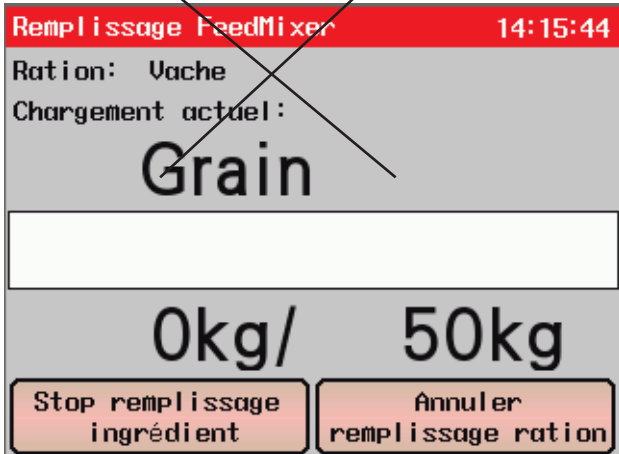 Remplissage FeedMixer 14:15:44
Ration: Vache
Chargement actuel:
Grain
0kg/ 50kg
Stop remplissage
ingrédient
Annuler
remplissage ration